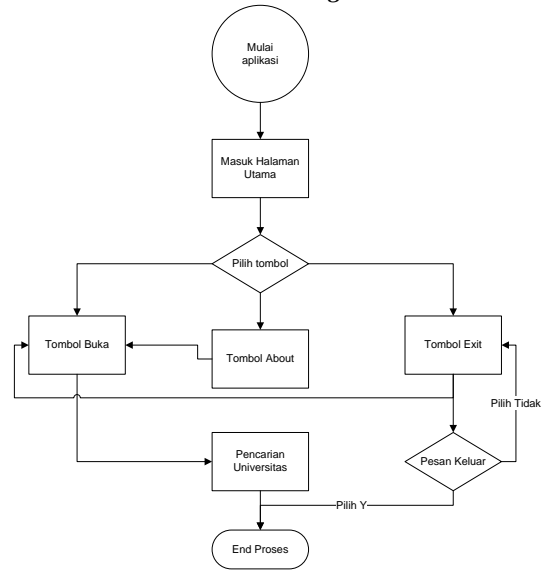 Mulai
aplikasi
Masuk Halaman
Utama
Pilih tombol
Tombol Buka
Tombol About
Tombol Exit
Pilih Tidak
Pencarian
Universitas
Pesan Keluar
Pilih Y
End Proses